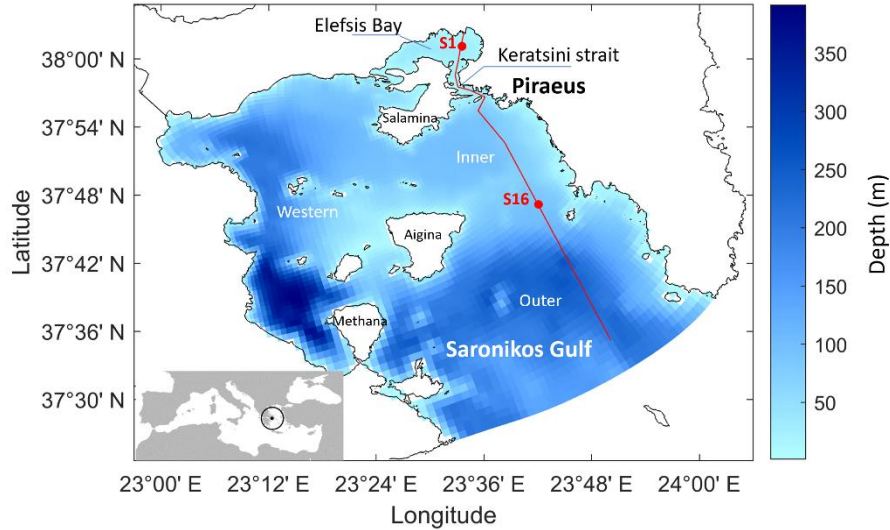 Elefsis Bay
S1
Keratsini strait
Piraeus
Salamina
Inner
S16
Western
Aigina
Outer
Methana
Saronikos Gulf
38°00' N
37°54' N
37°48' N
37°42' N
37°36' N
37°30' N
Latitude
23°00' E
23°12' E
23°24' E
23°36' E
23°48' E
24°00' E
Longitude
350
300
250
200
150
100
50
Depth (m)